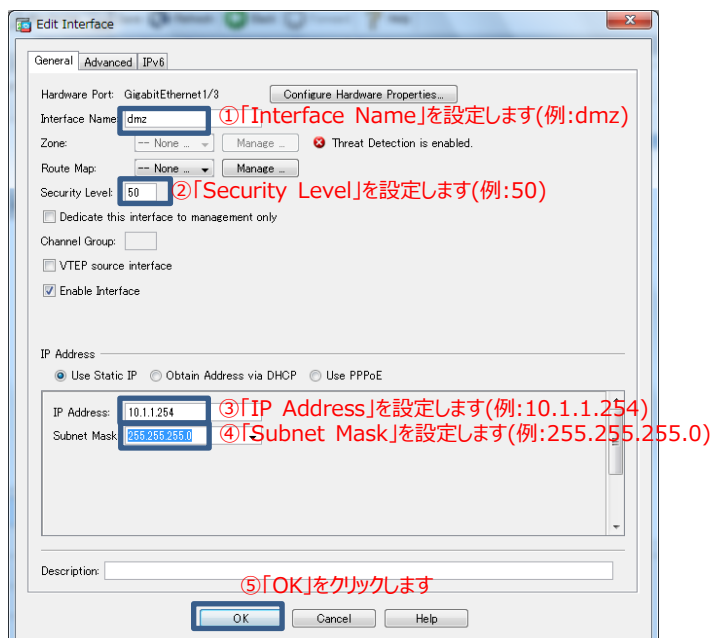 Edit Interface
General Advanced IPv6
Hardware Port: GigabitEthernet1/3 Configure Hardware Properties...
Interface Name: dmz ①「Interface Name」を設定します(例:dmz)
Zone: -- None ... Manage ... Threat Detection is enabled.
Route Map: -- None ... Manage ...
Security Level: 50 ②「Security Level」を設定します(例:50)
Dedicate this interface to management only
Channel Group:
VTEP source interface
Enable Interface
IP Address
Use Static IP Obtain Address via DHCP Use PPPoE
IP Address: 10.1.1.254 ③「IP Address」を設定します(例:10.1.1.254)
Subnet Mask 255.255.255.0 ④「Subnet Mask」を設定します(例:255.255.255.0)
Description:
⑤「OK」をクリックします
OK Cancel Help